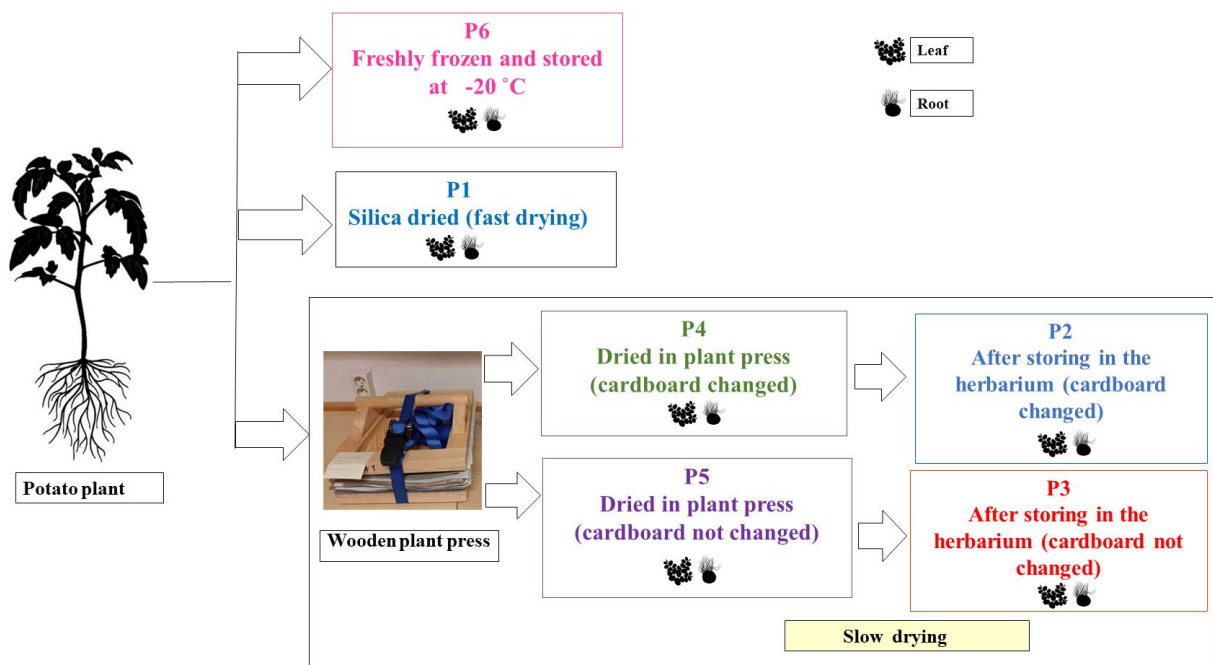 P6
Freshly frozen and stored
at -20 ˚C
Leaf
Root
P1
Silica dried (fast drying)
Potato plant
Wooden plant press
P4
Dried in plant press
(cardboard changed)
P2
After storing in the
herbarium (cardboard
changed)
P5
Dried in plant press
(cardboard not changed)
P3
After storing in the
herbarium (cardboard not
changed)
Slow drying